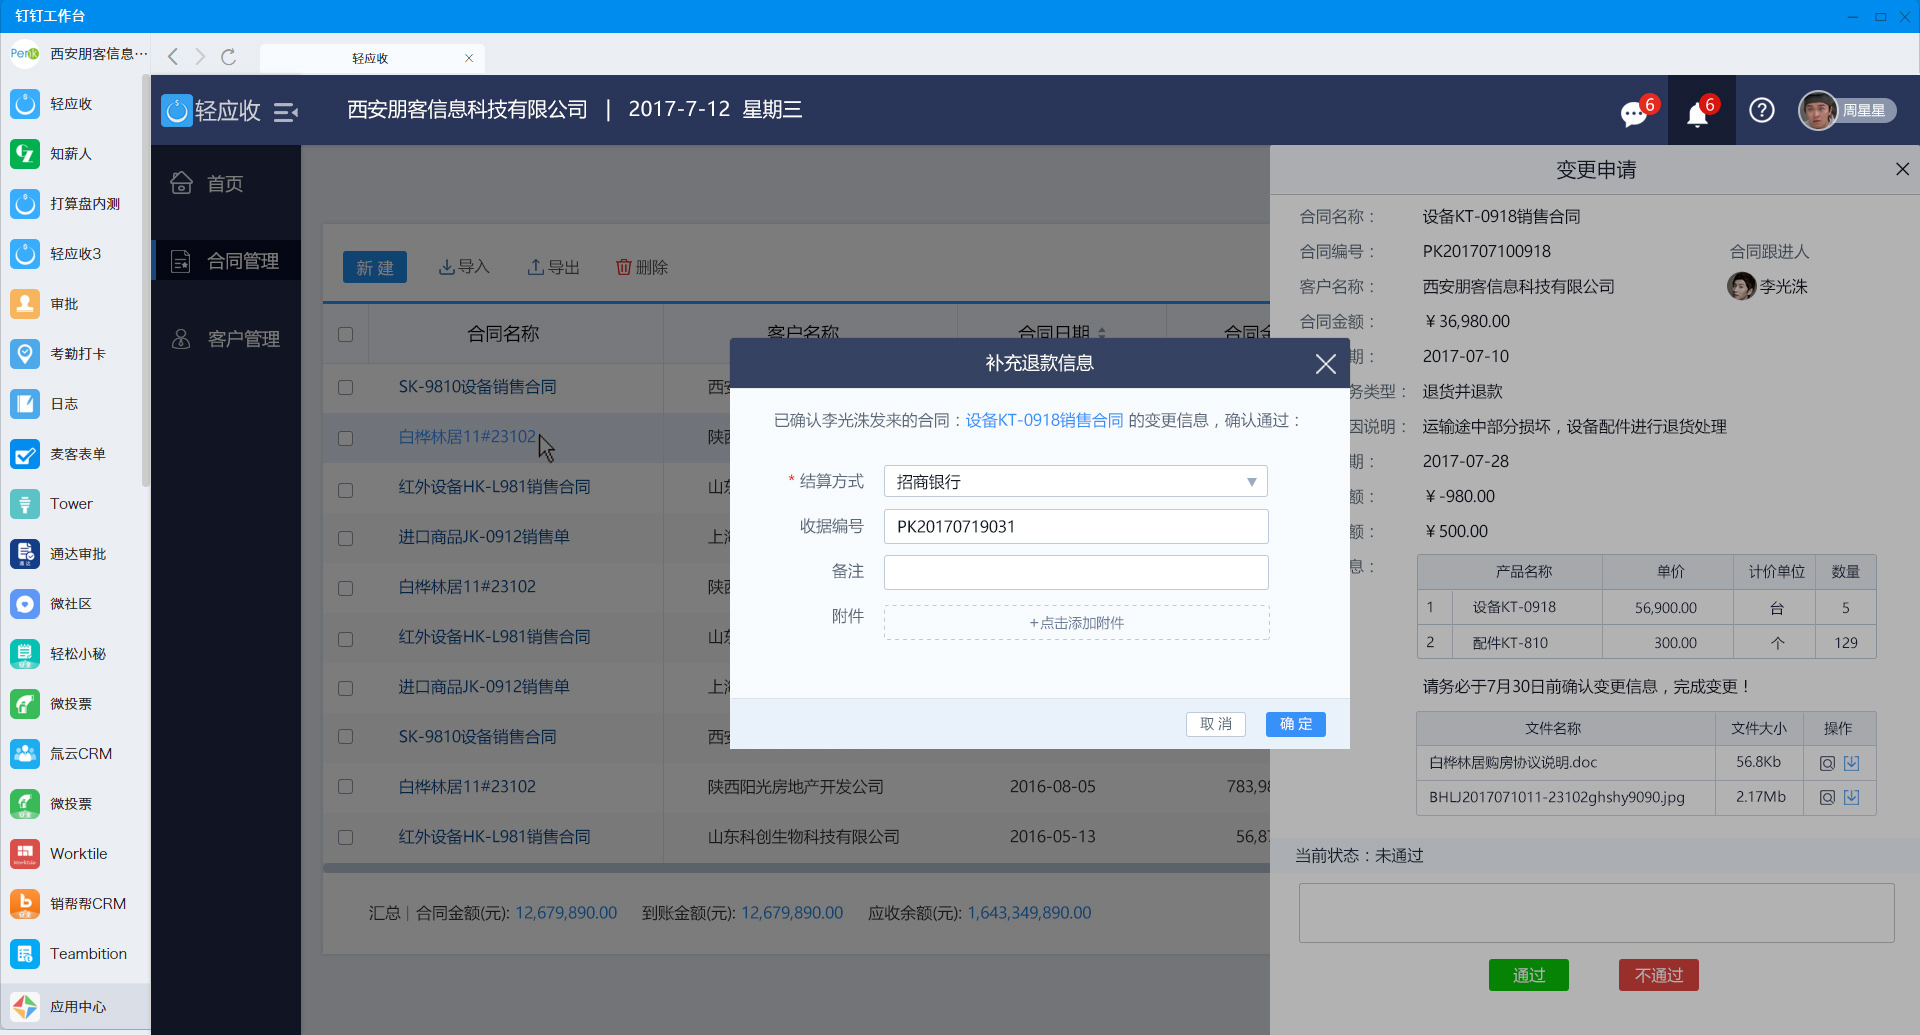 钉钉工作台
Penk 西安朋客信息…
轻应收 ×
轻应收
知薪人
打算盘内测
轻应收3
审批
考勤打卡
日志
麦客表单
Tower
通达审批
微社区
轻松小秘
微投票
氚云CRM
微投票
Worktile
销帮帮CRM
Teambition
应用中心
轻应收
西安朋客信息科技有限公司 | 2017-7-12 星期三
6
6
周星星
首页
合同管理
客户管理
新 建 导入 导出 删除
合同名称 客户名称 合同日期 合同金
SK-9810设备销售合同 西安
白桦林居11#23102 陕西
红外设备HK-L981销售合同 山东
进口商品JK-0912销售单 上海
白桦林居11#23102 陕西
红外设备HK-L981销售合同 山东
进口商品JK-0912销售单 上海
SK-9810设备销售合同 西安
白桦林居11#23102 陕西阳光房地产开发公司 2016-08-05 783,98
红外设备HK-L981销售合同 山东科创生物科技有限公司 2016-05-13 56,87
汇总 | 合同金额(元): 12,679,890.00 到账金额(元): 12,679,890.00 应收余额(元): 1,643,349,890.00
补充退款信息
已确认李光洙发来的合同：设备KT-0918销售合同 的变更信息，确认通过：
* 结算方式 招商银行
收据编号 PK20170719031
备注
附件 +点击添加附件
取 消 确 定
变更申请
合同名称： 设备KT-0918销售合同
合同编号： PK201707100918 合同跟进人
客户名称： 西安朋客信息科技有限公司 李光洙
合同金额： ￥36,980.00
期： 2017-07-10
务类型： 退货并退款
因说明： 运输途中部分损坏，设备配件进行退货处理
期： 2017-07-28
额： ￥-980.00
额： ￥500.00
息：
产品名称 单价 计价单位 数量
1 设备KT-0918 56,900.00 台 5
2 配件KT-810 300.00 个 129
请务必于7月30日前确认变更信息，完成变更！
文件名称 文件大小 操作
白桦林居购房协议说明.doc 56.8Kb
BHLJ2017071011-23102ghshy9090.jpg 2.17Mb
当前状态：未通过
通过 不通过